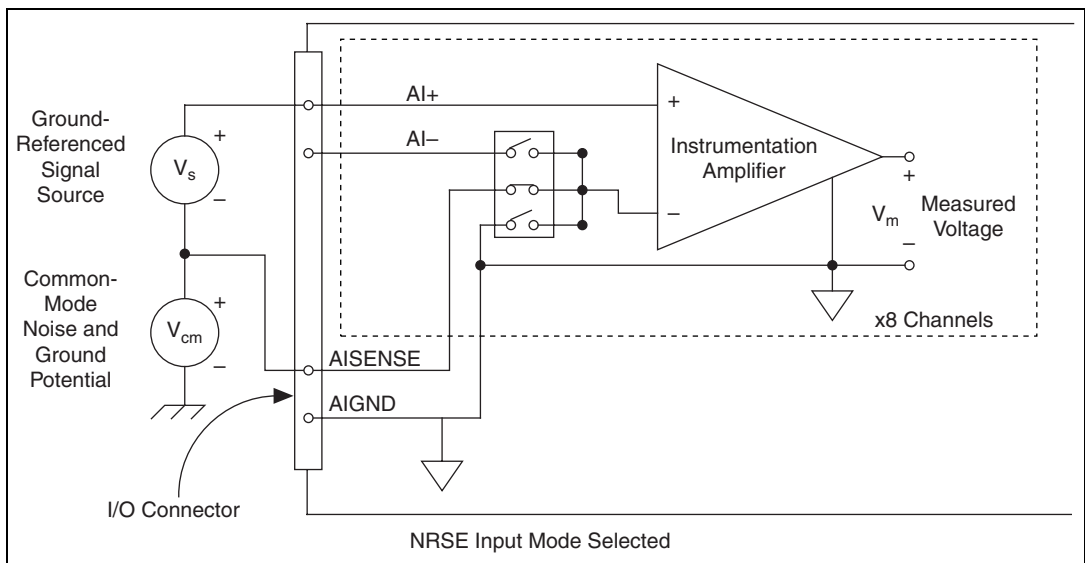 Ground-
Referenced
Signal
Source
+
Vs
–
Common-
Mode
Noise and
Ground
Potential
+
Vcm
–
I/O Connector
AI+
AI–
AISENSE
AIGND
+
Instrumentation
Amplifier
–
+
Vm
Measured
Voltage
–
x8 Channels
NRSE Input Mode Selected